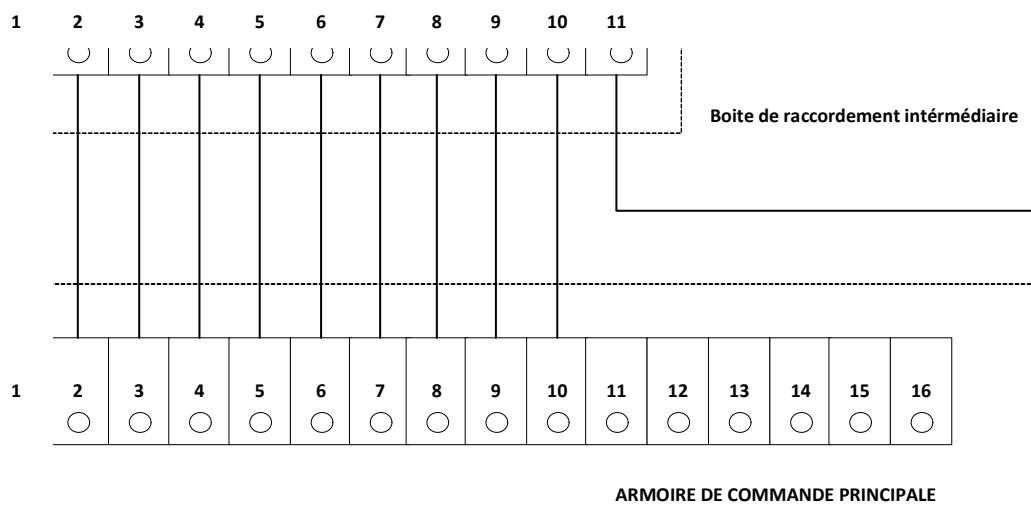 1 2 3 4 5 6 7 8 9 10 11
Boite de raccordement intérmédiaire
1 2 3 4 5 6 7 8 9 10 11 12 13 14 15 16
ARMOIRE DE COMMANDE PRINCIPALE